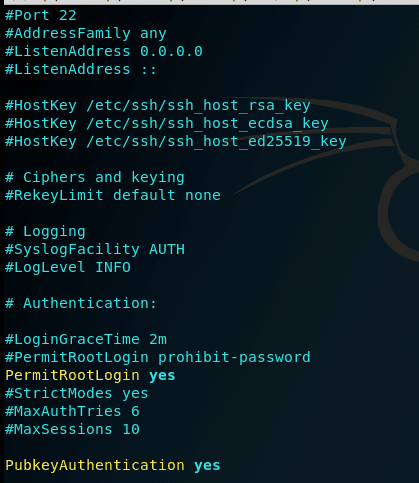 #Port 22
#AddressFamily any
#ListenAddress 0.0.0.0
#ListenAddress ::
#HostKey /etc/ssh/ssh_host_rsa_key
#HostKey /etc/ssh/ssh_host_ecdsa_key
#HostKey /etc/ssh/ssh_host_ed25519_key
# Ciphers and keying
#RekeyLimit default none
# Logging
#SyslogFacility AUTH
#LogLevel INFO
# Authentication:
#LoginGraceTime 2m
#PermitRootLogin prohibit-password
PermitRootLogin yes
#StrictModes yes
#MaxAuthTries 6
#MaxSessions 10
PubkeyAuthentication yes